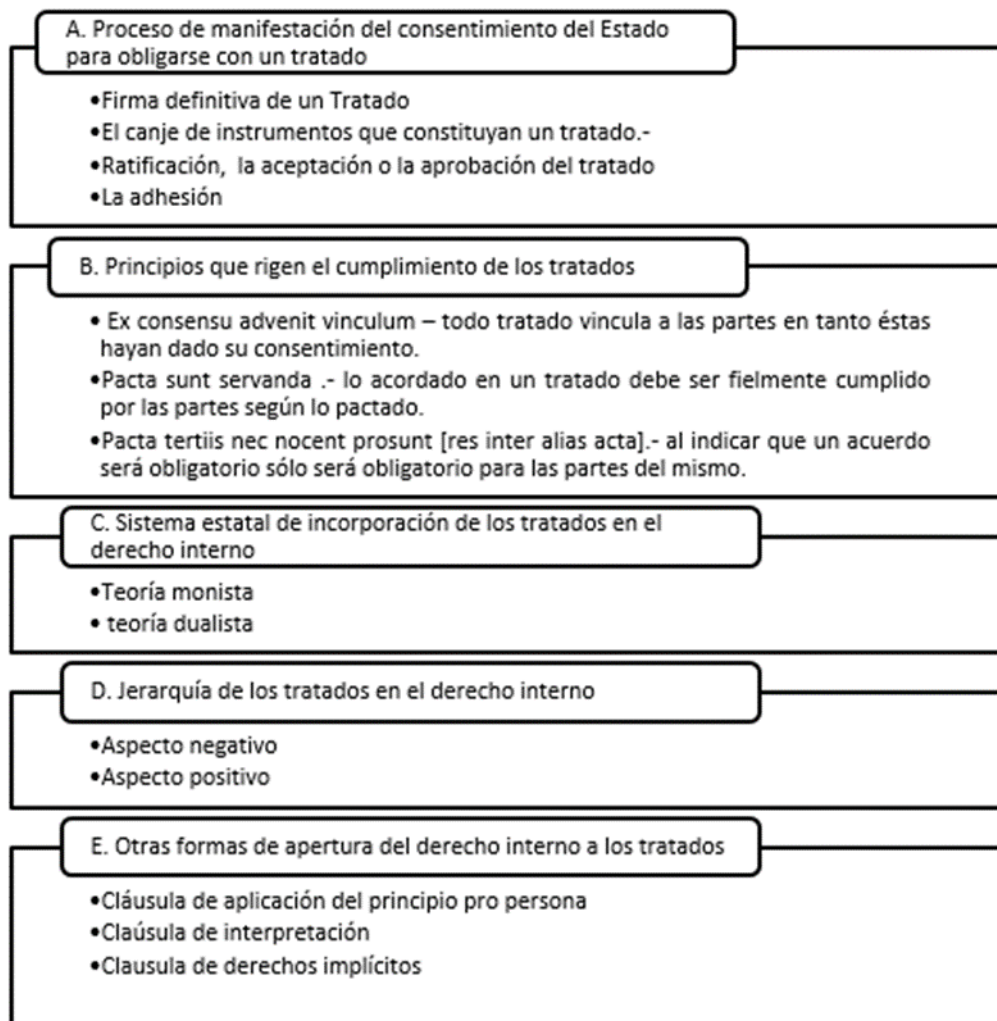 A. Proceso de manifestación del consentimiento del Estado
para obligarse con un tratado
•Firma definitiva de un Tratado
•El canje de instrumentos que constituyan un tratado.-
•Ratificación, la aceptación o la aprobación del tratado
•La adhesión
B. Principios que rigen el cumplimiento de los tratados
• Ex consensu advenit vinculum – todo tratado vincula a las partes en tanto éstas
hayan dado su consentimiento.
•Pacta sunt servanda .- lo acordado en un tratado debe ser fielmente cumplido
por las partes según lo pactado.
•Pacta tertiis nec nocent prosunt [res inter alias acta].- al indicar que un acuerdo
será obligatorio sólo será obligatorio para las partes del mismo.
C. Sistema estatal de incorporación de los tratados en el
derecho interno
•Teoría monista
• teoría dualista
D. Jerarquía de los tratados en el derecho interno
•Aspecto negativo
•Aspecto positivo
E. Otras formas de apertura del derecho interno a los tratados
•Cláusula de aplicación del principio pro persona
•Claúsula de interpretación
•Clausula de derechos implícitos